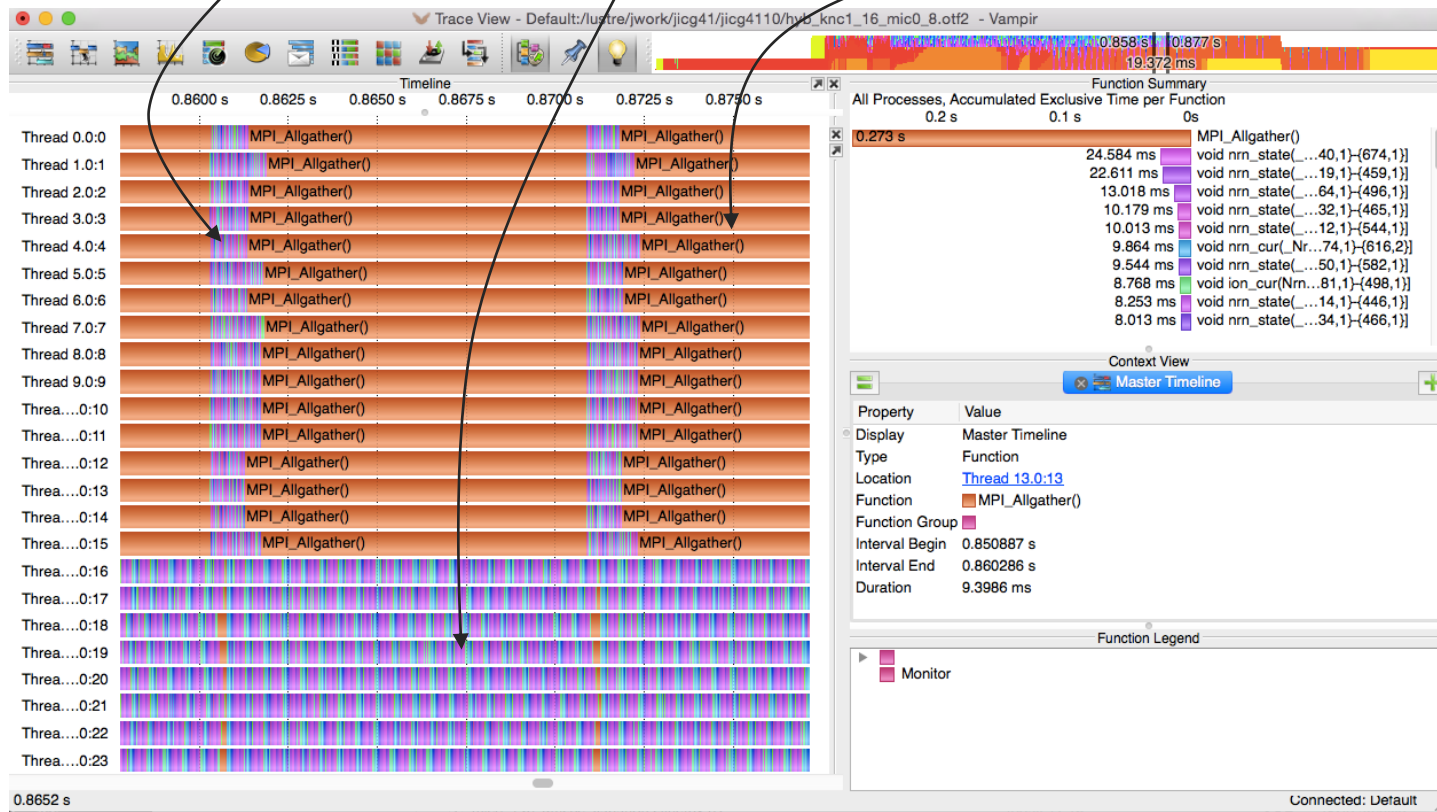 Trace View - Default:/lustre/jwork/jicg41/jicg4110/hyb_knc1_16_mic0_8.otf2 - Vampir
0.858 s 0.877 s
19.372 ms
Timeline
0.8600 s 0.8625 s 0.8650 s 0.8675 s 0.8700 s 0.8725 s 0.8750 s
Thread 0.0:0 MPI_Allgather() MPI_Allgather()
Thread 1.0:1 MPI_Allgather() MPI_Allgather()
Thread 2.0:2 MPI_Allgather() MPI_Allgather()
Thread 3.0:3 MPI_Allgather() MPI_Allgather()
Thread 4.0:4 MPI_Allgather() MPI_Allgather()
Thread 5.0:5 MPI_Allgather() MPI_Allgather()
Thread 6.0:6 MPI_Allgather() MPI_Allgather()
Thread 7.0:7 MPI_Allgather() MPI_Allgather()
Thread 8.0:8 MPI_Allgather() MPI_Allgather()
Thread 9.0:9 MPI_Allgather() MPI_Allgather()
Threa....0:10 MPI_Allgather() MPI_Allgather()
Threa....0:11 MPI_Allgather() MPI_Allgather()
Threa....0:12 MPI_Allgather() MPI_Allgather()
Threa....0:13 MPI_Allgather() MPI_Allgather()
Threa....0:14 MPI_Allgather() MPI_Allgather()
Threa....0:15 MPI_Allgather() MPI_Allgather()
Threa....0:16
Threa....0:17
Threa....0:18
Threa....0:19
Threa....0:20
Threa....0:21
Threa....0:22
Threa....0:23
Function Summary
All Processes, Accumulated Exclusive Time per Function
0.2 s 0.1 s 0s
0.273 s MPI_Allgather()
24.584 ms void nrn_state(_...40,1}-{674,1}]
22.611 ms void nrn_state(_...19,1}-{459,1}]
13.018 ms void nrn_state(_...64,1}-{496,1}]
10.179 ms void nrn_state(_...32,1}-{465,1}]
10.013 ms void nrn_state(_...12,1}-{544,1}]
9.864 ms void nrn_cur(_Nr...74,1}-{616,2}]
9.544 ms void nrn_state(_...50,1}-{582,1}]
8.768 ms void ion_cur(Nrn...81,1}-{498,1}]
8.253 ms void nrn_state(_...14,1}-{446,1}]
8.013 ms void nrn_state(_...34,1}-{466,1}]
Context View
Master Timeline
Property Value
Display Master Timeline
Type Function
Location Thread 13.0:13
Function MPI_Allgather()
Function Group
Interval Begin 0.850887 s
Interval End 0.860286 s
Duration 9.3986 ms
Function Legend
Monitor
0.8652 s
Connected: Default